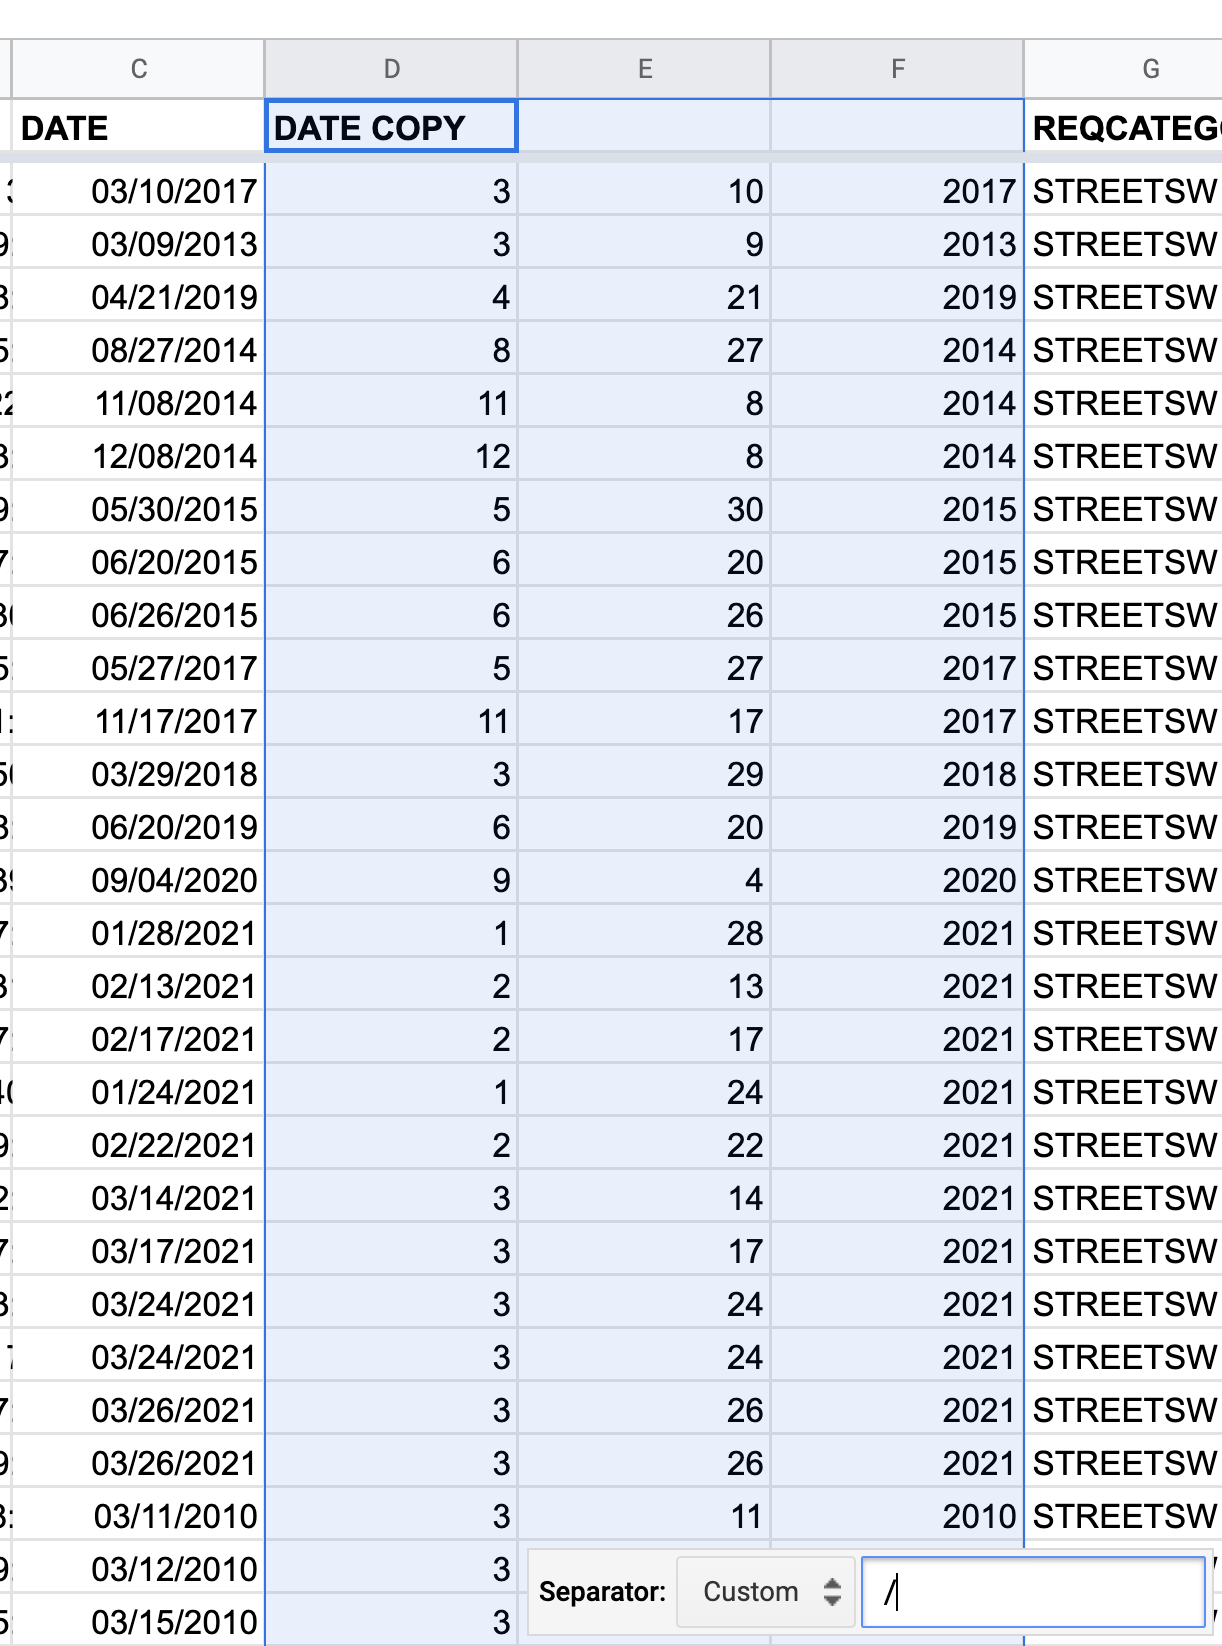 C D E F G
DATE DATE COPY
03/10/2017 3 10 2017 STREETSW
03/09/2013 3 9 2013 STREETSW
04/21/2019 4 21 2019 STREETSW
08/27/2014 8 27 2014 STREETSW
11/08/2014 11 8 2014 STREETSW
12/08/2014 12 8 2014 STREETSW
05/30/2015 5 30 2015 STREETSW
06/20/2015 6 20 2015 STREETSW
06/26/2015 6 26 2015 STREETSW
05/27/2017 5 27 2017 STREETSW
11/17/2017 11 17 2017 STREETSW
03/29/2018 3 29 2018 STREETSW
06/20/2019 6 20 2019 STREETSW
09/04/2020 9 4 2020 STREETSW
01/28/2021 1 28 2021 STREETSW
02/13/2021 2 13 2021 STREETSW
02/17/2021 2 17 2021 STREETSW
01/24/2021 1 24 2021 STREETSW
02/22/2021 2 22 2021 STREETSW
03/14/2021 3 14 2021 STREETSW
03/17/2021 3 17 2021 STREETSW
03/24/2021 3 24 2021 STREETSW
03/24/2021 3 24 2021 STREETSW
03/26/2021 3 26 2021 STREETSW
03/26/2021 3 26 2021 STREETSW
03/11/2010 3 11 2010 STREETSW
03/12/2010 3
Separator: Custom /
03/15/2010 3